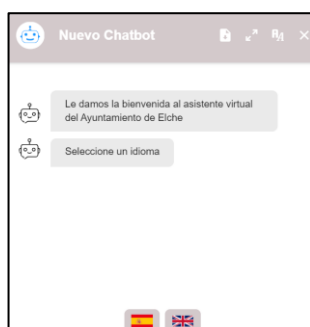 Nuevo Chatbot
Le damos la bienvenida al asistente virtual
del Ayuntamiento de Elche
Seleccione un idioma